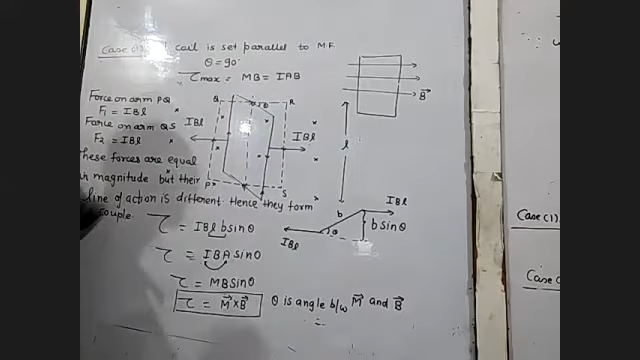 Case (ii) coil is set parallel to M.F
θ = 90°
τmax = MB = IAB
B⃗
Force on arm PQ
F₁ = IBl
Force on arm QS
F₂ = IBl
These forces are equal
in magnitude but their
line of action is different. Hence they form
couple.
Q
R
P
S
IBl
IBl
θ
l
τ = IBl b sinθ
τ = IBA sinθ
τ = MB sinθ
τ = M⃗ × B⃗
θ is angle b/w M⃗ and B⃗
IBl
b
θ
b sinθ
IBl
Case (i)
Case